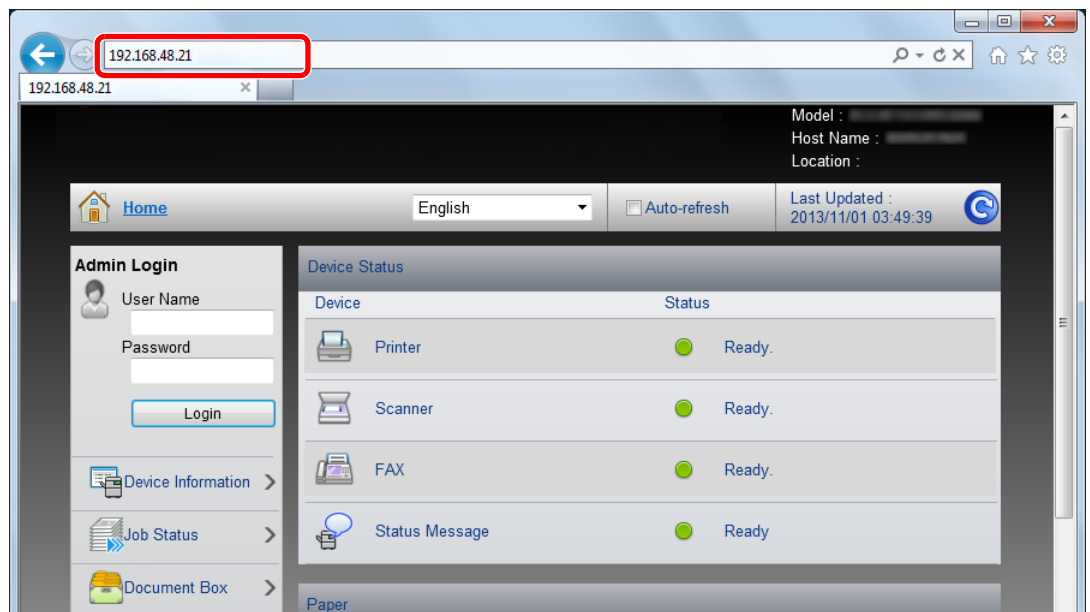 192.168.48.21
192.168.48.21
Model :
Host Name :
Location :
Home
English
Auto-refresh
Last Updated :
2013/11/01 03:49:39
Admin Login
User Name
Password
Login
Device Information
Job Status
Document Box
Device Status
Device Status
Printer Ready.
Scanner Ready.
FAX Ready.
Status Message Ready
Paper